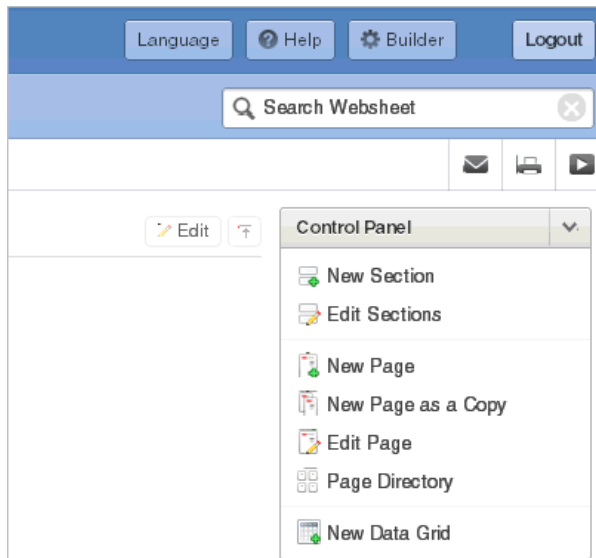 Language Help Builder Logout
Search Websheet
Edit
Control Panel
New Section
Edit Sections
New Page
New Page as a Copy
Edit Page
Page Directory
New Data Grid